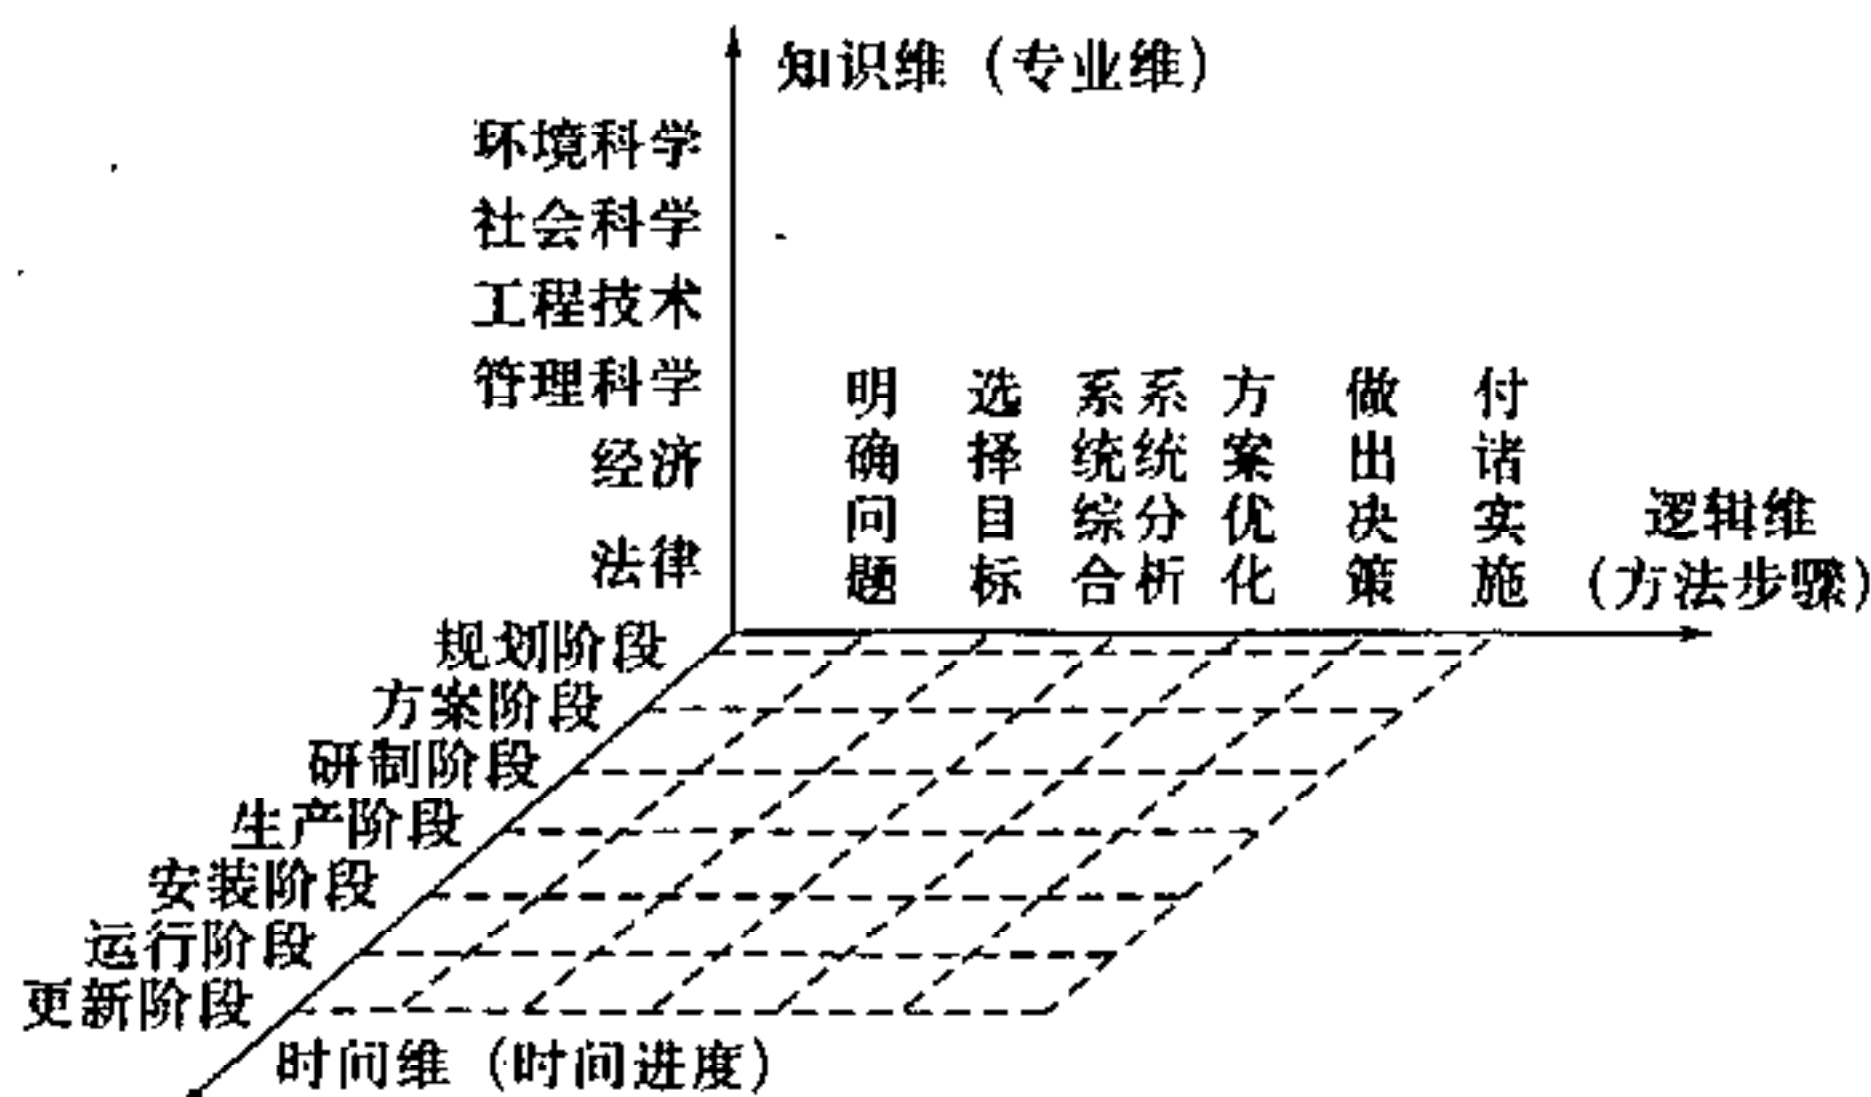 知识维（专业维）
环境科学
社会科学
工程技术
管理科学
经济
法律
明确问题
选择目标
系统综合
系统分析
方案优化
做出决策
付诸实施
逻辑维
（方法步骤）
规划阶段
方案阶段
研制阶段
生产阶段
安装阶段
运行阶段
更新阶段
时间维（时间进度）